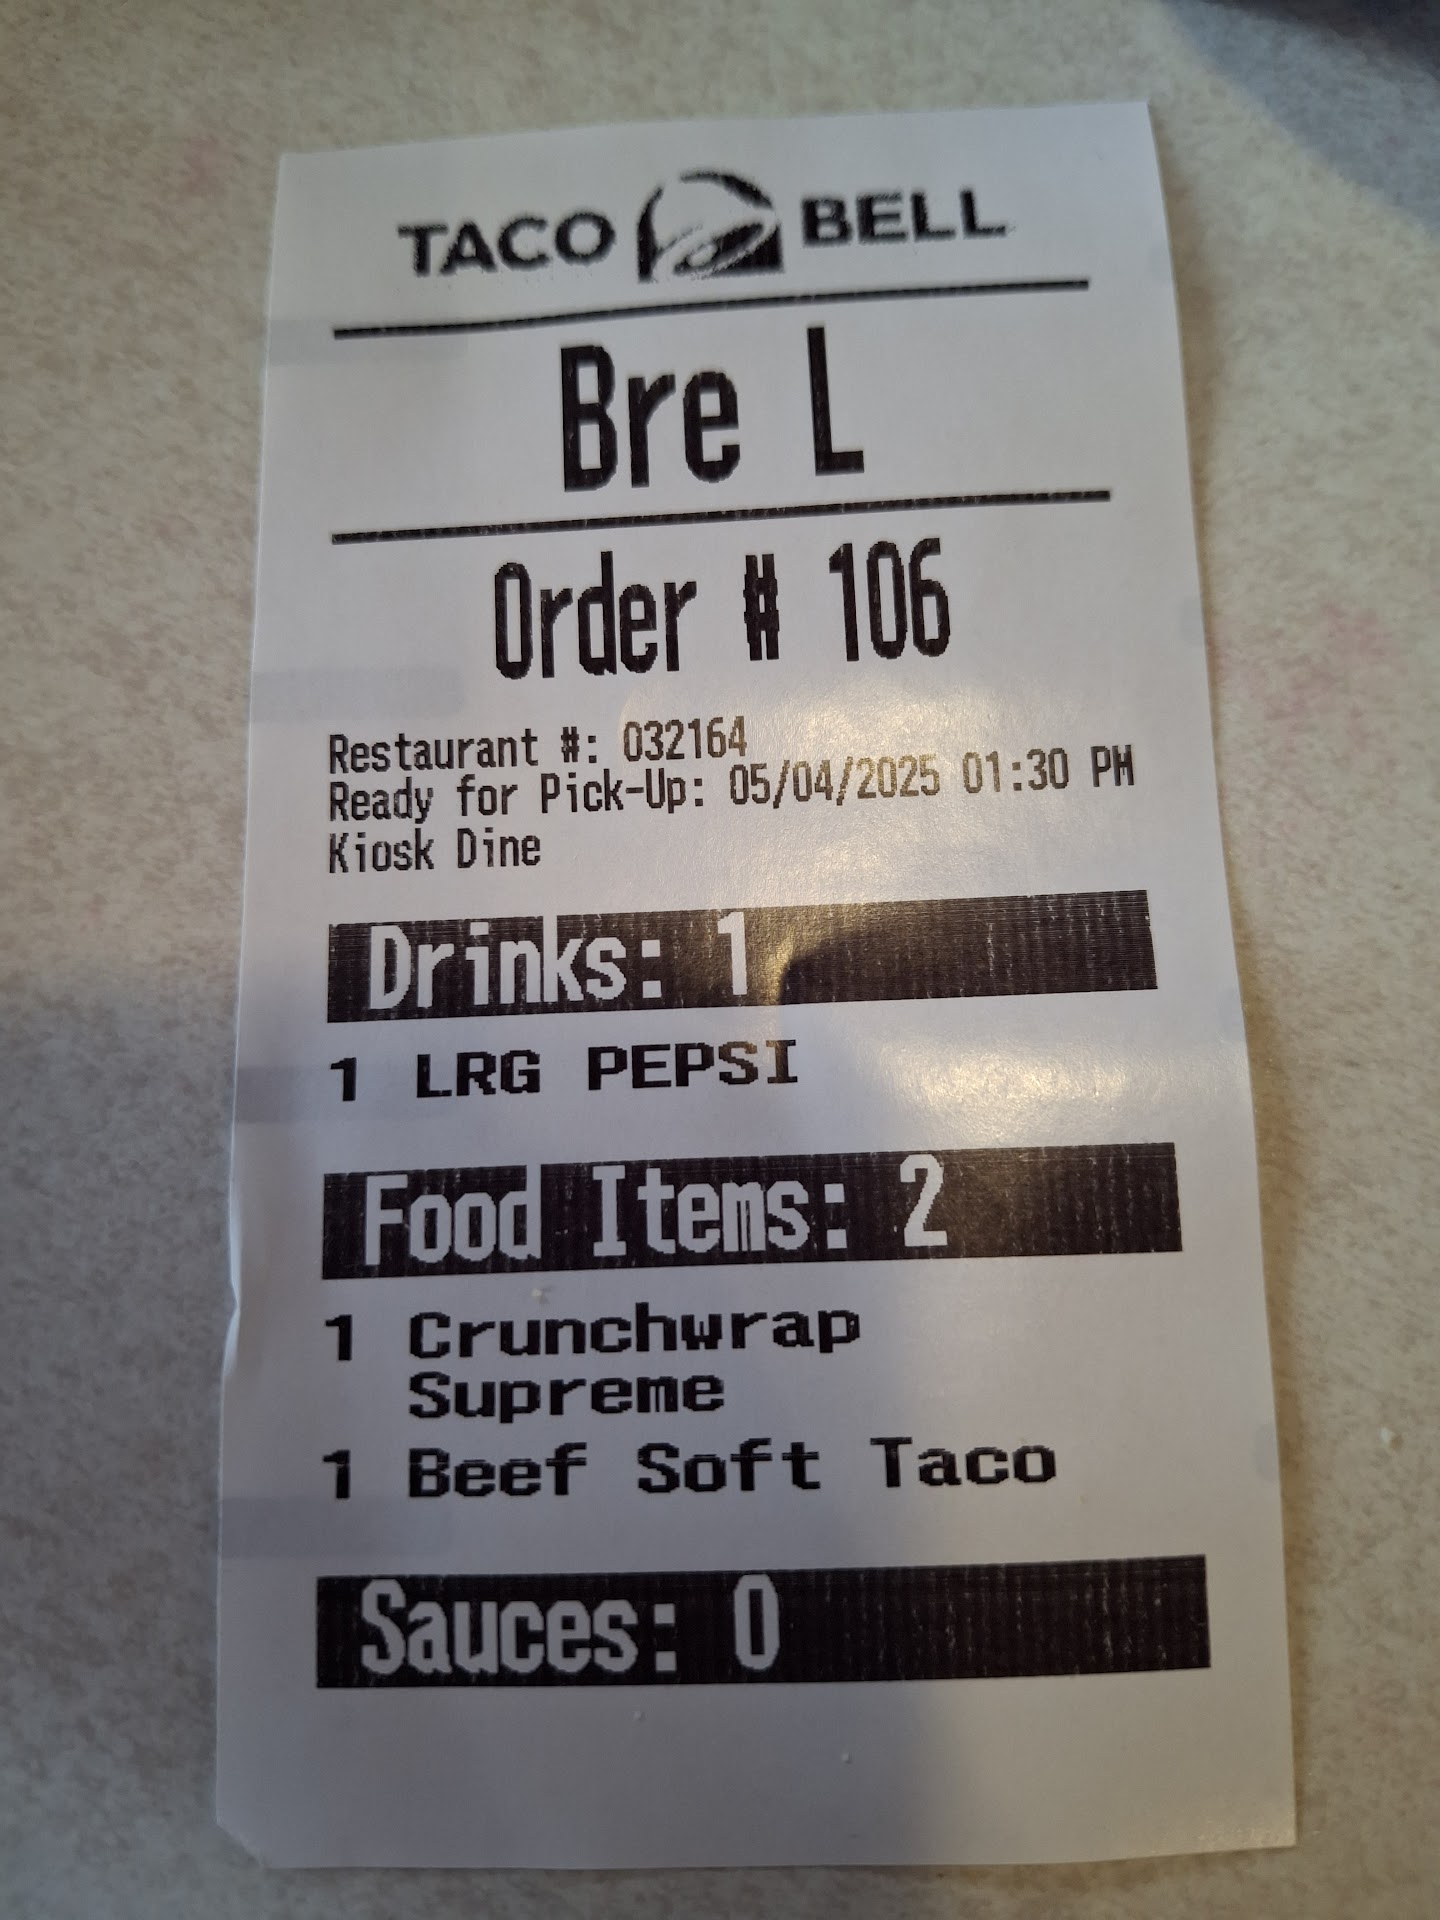 TACO BELL
Bre L
Order # 106
Restaurant #: 032164
Ready for Pick-Up: 05/04/2025 01:30 PM
Kiosk Dine
Drinks: 1
1 LRG PEPSI
Food Items: 2
1 Crunchwrap
Supreme
1 Beef Soft Taco
Sauces: 0